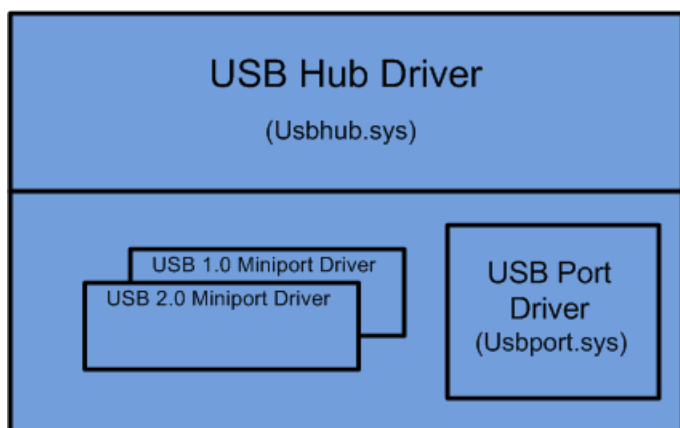 USB Hub Driver
(Usbhub.sys)
USB 1.0 Miniport Driver
USB 2.0 Miniport Driver
USB Port
Driver
(Usbport.sys)